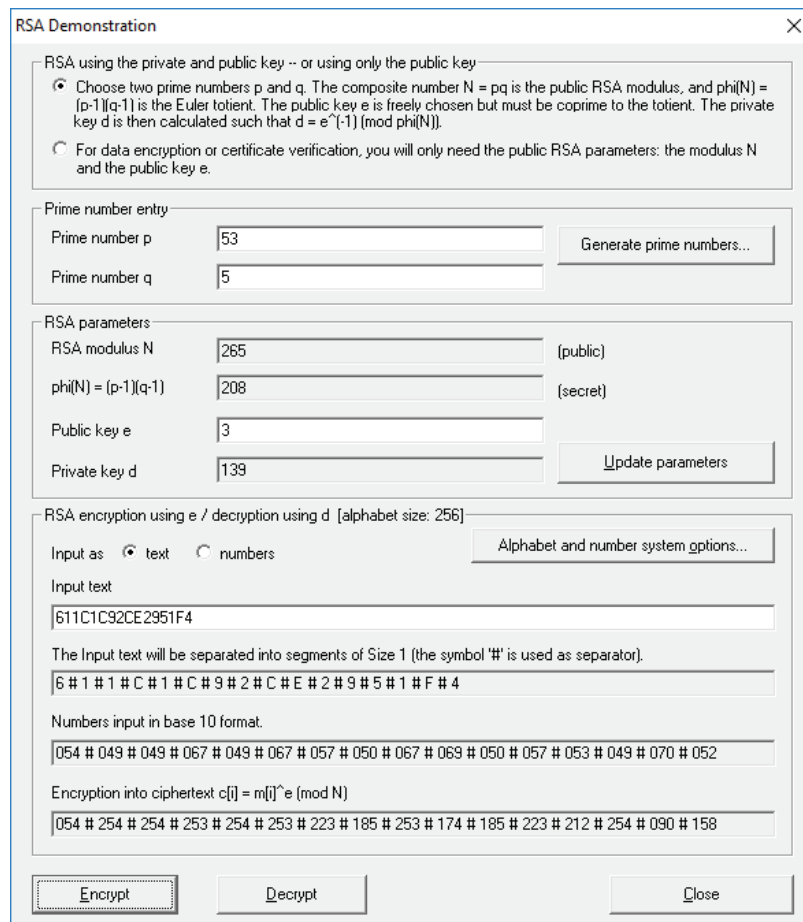 RSA Demonstration
RSA using the private and public key -- or using only the public key
Choose two prime numbers p and q. The composite number N = pq is the public RSA modulus, and phi(N) =
(p-1)(q-1) is the Euler totient. The public key e is freely chosen but must be coprime to the totient. The private
key d is then calculated such that d = e^(-1) (mod phi(N)).
For data encryption or certificate verification, you will only need the public RSA parameters: the modulus N
and the public key e.
Prime number entry
Prime number p 53 Generate prime numbers...
Prime number q 5
RSA parameters
RSA modulus N 265 (public)
phi(N) = (p-1)(q-1) 208 (secret)
Public key e 3
Private key d 139 Update parameters
RSA encryption using e / decryption using d [alphabet size: 256]
Input as text numbers Alphabet and number system options...
Input text
611C1C92CE2951F4
The Input text will be separated into segments of Size 1 (the symbol '#' is used as separator).
6 # 1 # 1 # C # 1 # C # 9 # 2 # C # E # 2 # 9 # 5 # 1 # F # 4
Numbers input in base 10 format.
054 # 049 # 049 # 067 # 049 # 067 # 057 # 050 # 067 # 069 # 050 # 057 # 053 # 049 # 070 # 052
Encryption into ciphertext c[i] = m[i]^e (mod N)
054 # 254 # 254 # 253 # 254 # 253 # 223 # 185 # 253 # 174 # 185 # 223 # 212 # 254 # 090 # 158
Encrypt Decrypt Close